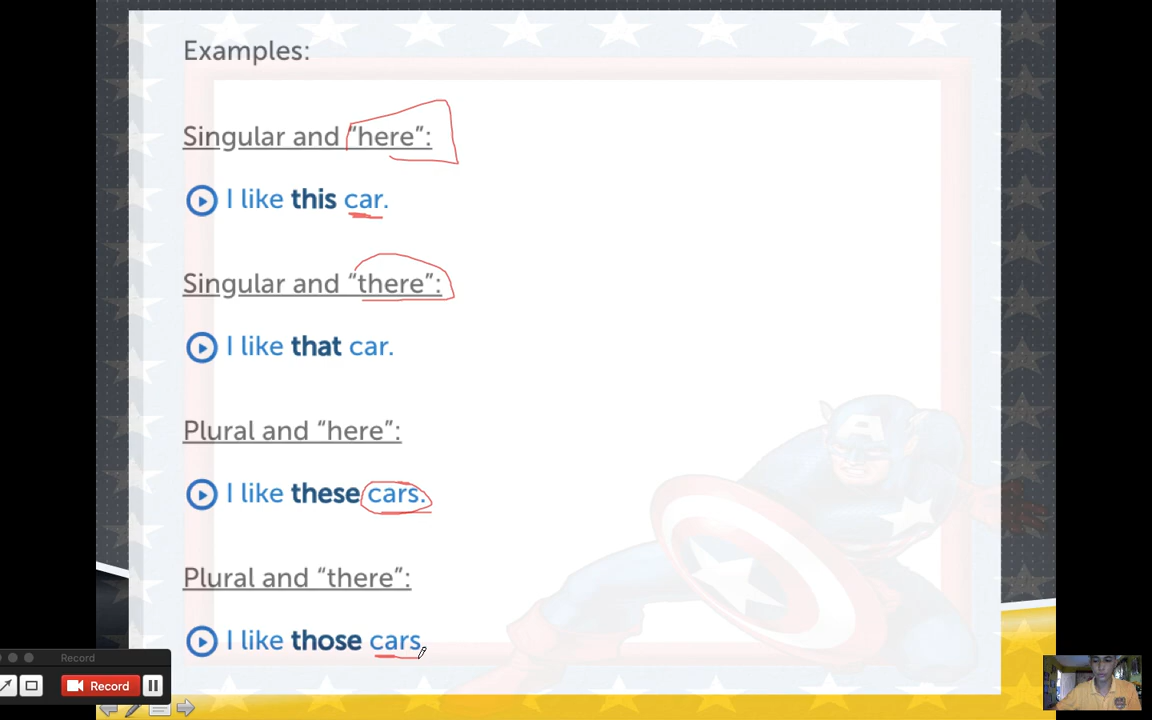 Examples:
Singular and “here”:
I like this car.
Singular and “there”:
I like that car.
Plural and “here”:
I like these cars.
Plural and “there”:
I like those cars.
Record
Record
A